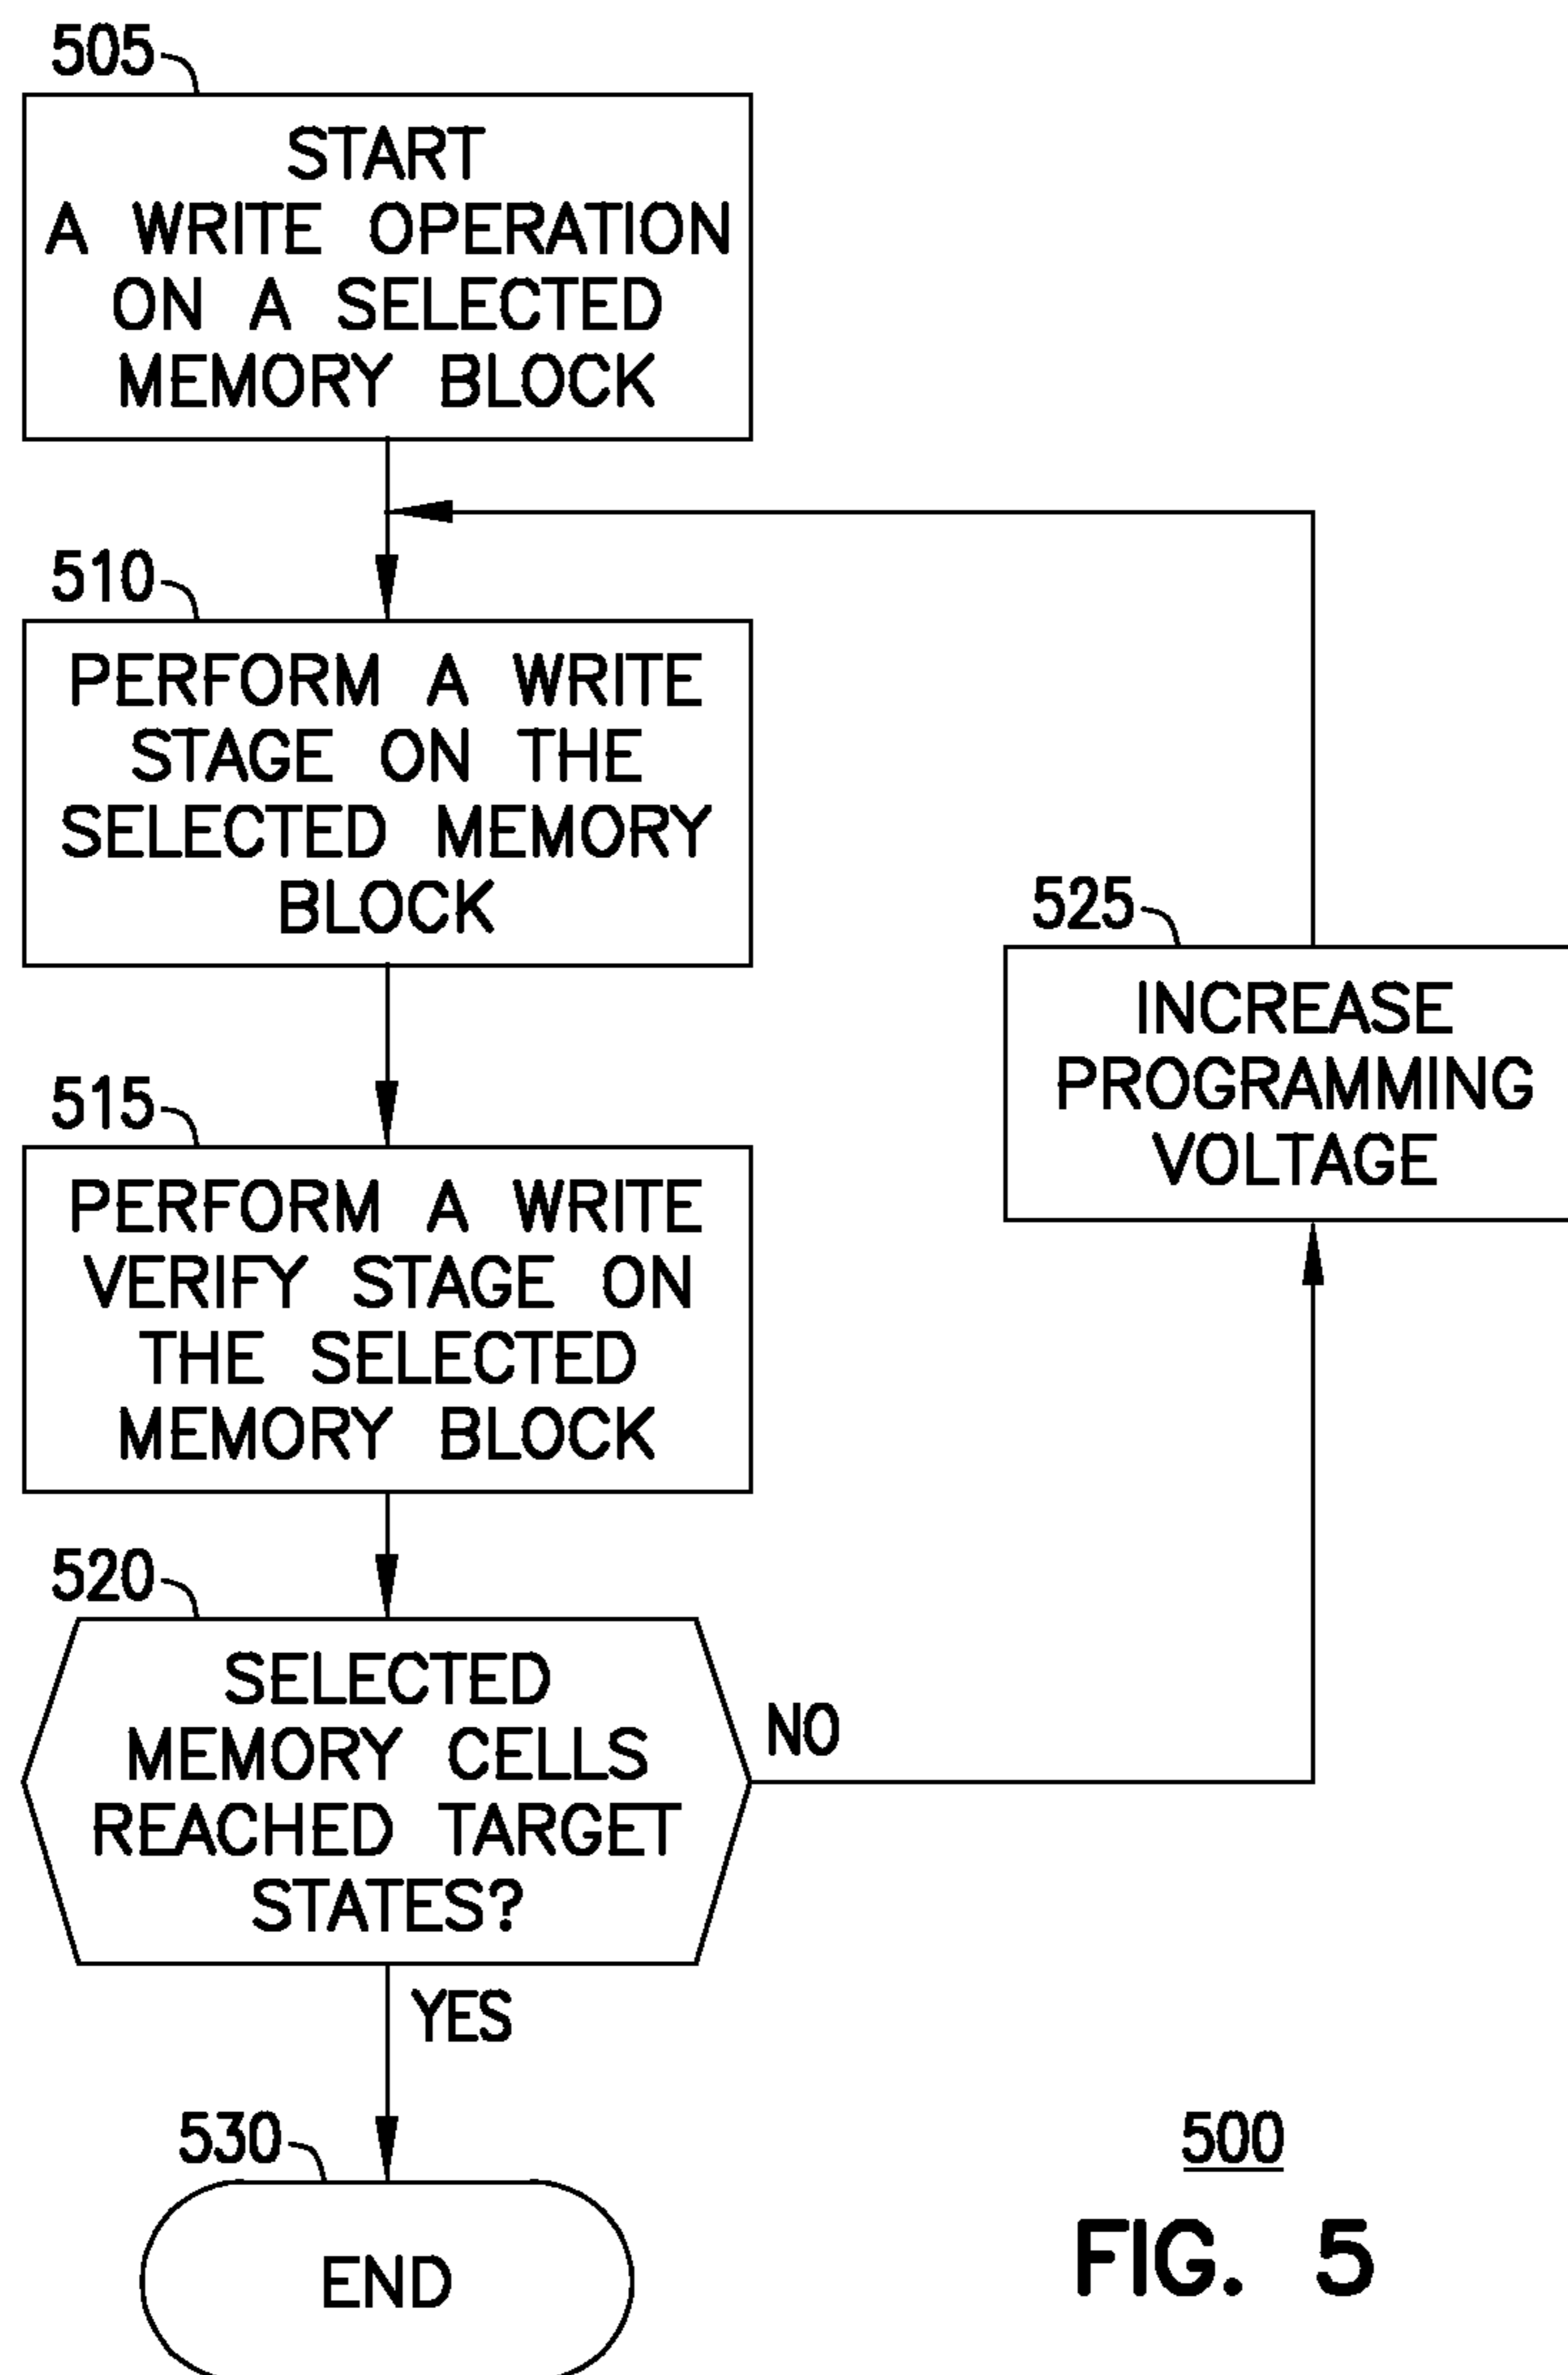 505
START
A WRITE OPERATION
ON A SELECTED
MEMORY BLOCK
510
PERFORM A WRITE
STAGE ON THE
SELECTED MEMORY
BLOCK
525
INCREASE
PROGRAMMING
VOLTAGE
515
PERFORM A WRITE
VERIFY STAGE ON
THE SELECTED
MEMORY BLOCK
520
SELECTED
MEMORY CELLS
REACHED TARGET
STATES?
NO
YES
530
END
500
FIG. 5